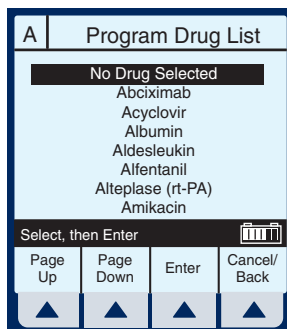 A Program Drug List
No Drug Selected
Abciximab
Acyclovir
Albumin
Aldesleukin
Alfentanil
Alteplase (rt-PA)
Amikacin
Select, then Enter
Page Up
Page Down
Enter
Cancel/
Back